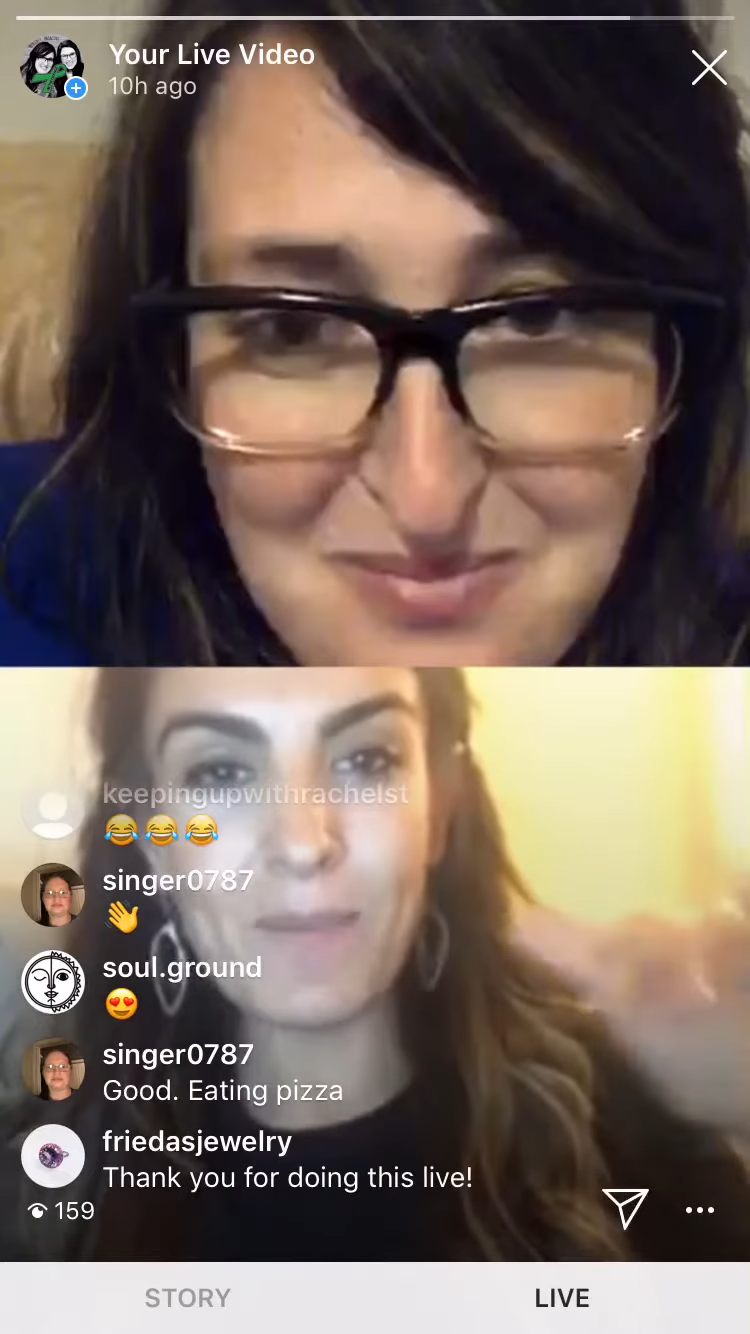 Your Live Video
10h ago
keepingupwithrachelst
😂😂😂
singer0787
👋
soul.ground
😍
singer0787
Good. Eating pizza
friedasjewelry
Thank you for doing this live!
159
STORY
LIVE